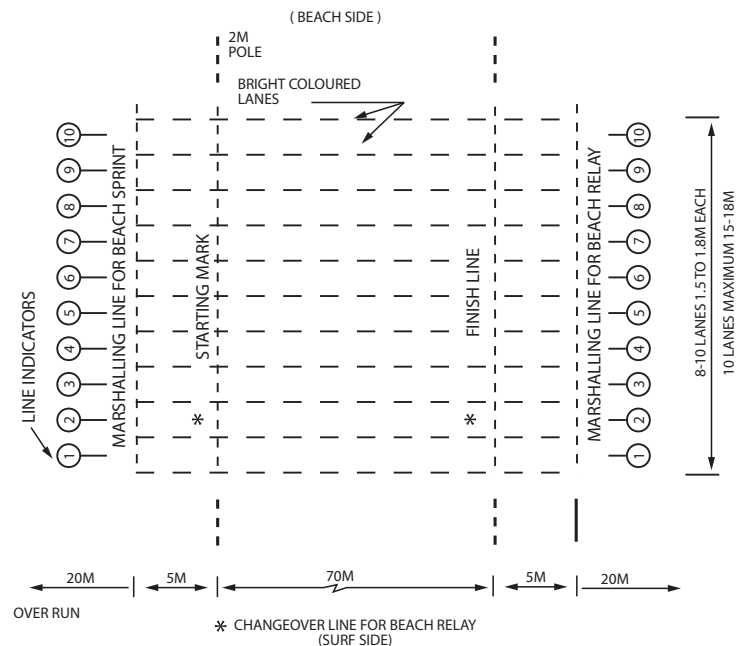 ( BEACH SIDE )
2M
POLE
BRIGHT COLOURED
LANES
LINE INDICATORS
10
9
8
7
6
5
4
3
2
1
MARSHALLING LINE FOR BEACH SPRINT
STARTING MARK
*
FINISH LINE
*
MARSHALLING LINE FOR BEACH RELAY
10
9
8
7
6
5
4
3
2
1
8-10 LANES 1.5 TO 1.8M EACH
10 LANES MAXIMUM 15-18M
20M
5M
70M
5M
20M
OVER RUN
* CHANGEOVER LINE FOR BEACH RELAY
(SURF SIDE)